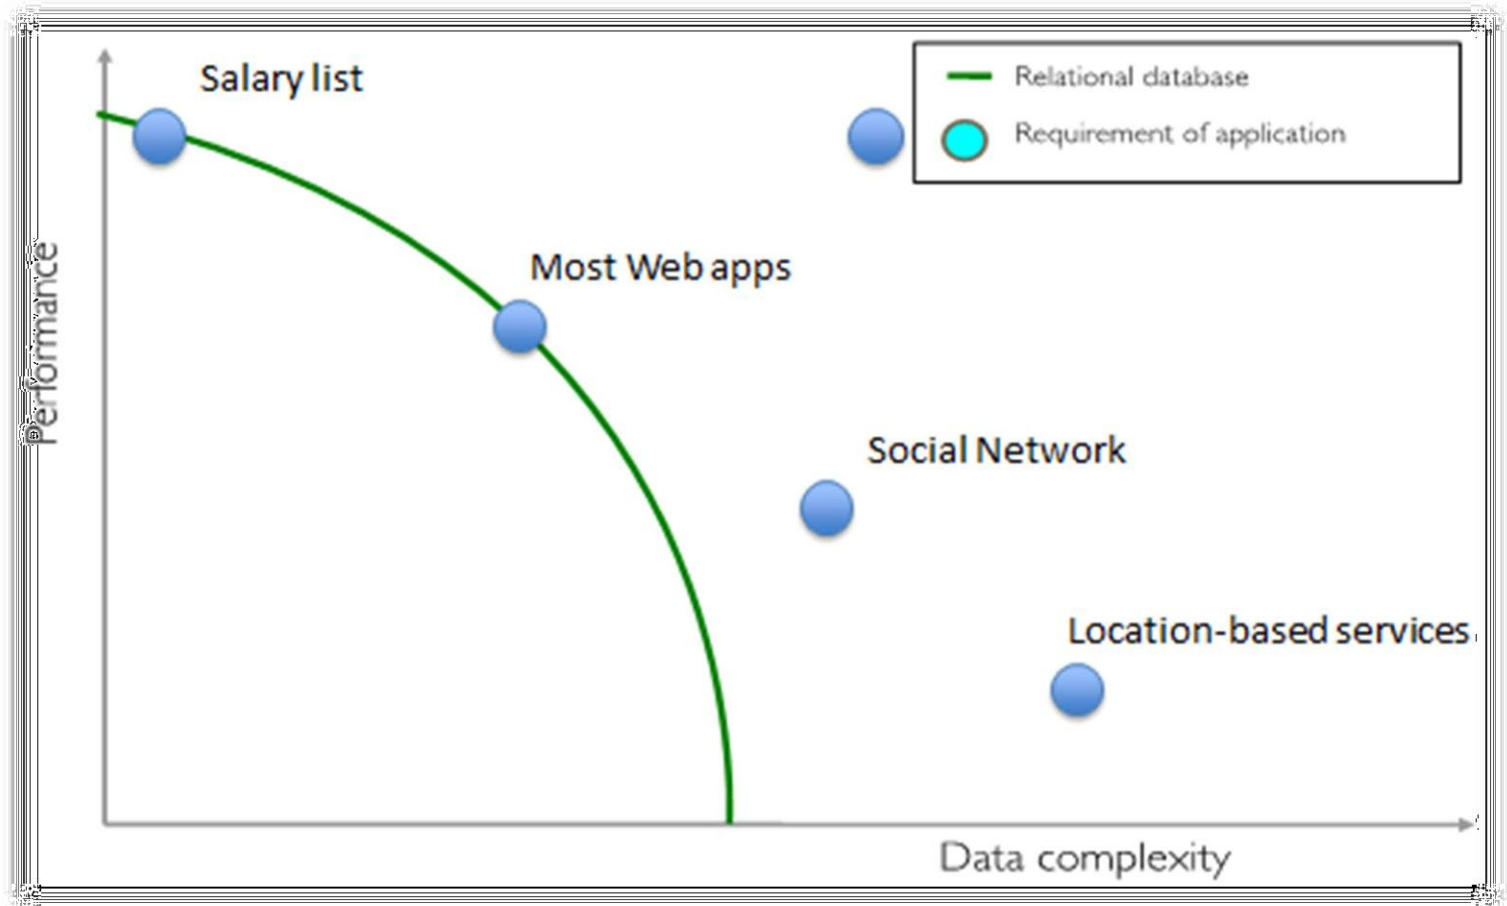 Salary list
Relational database
Requirement of application
Most Web apps
Performance
Social Network
Location-based services
Data complexity